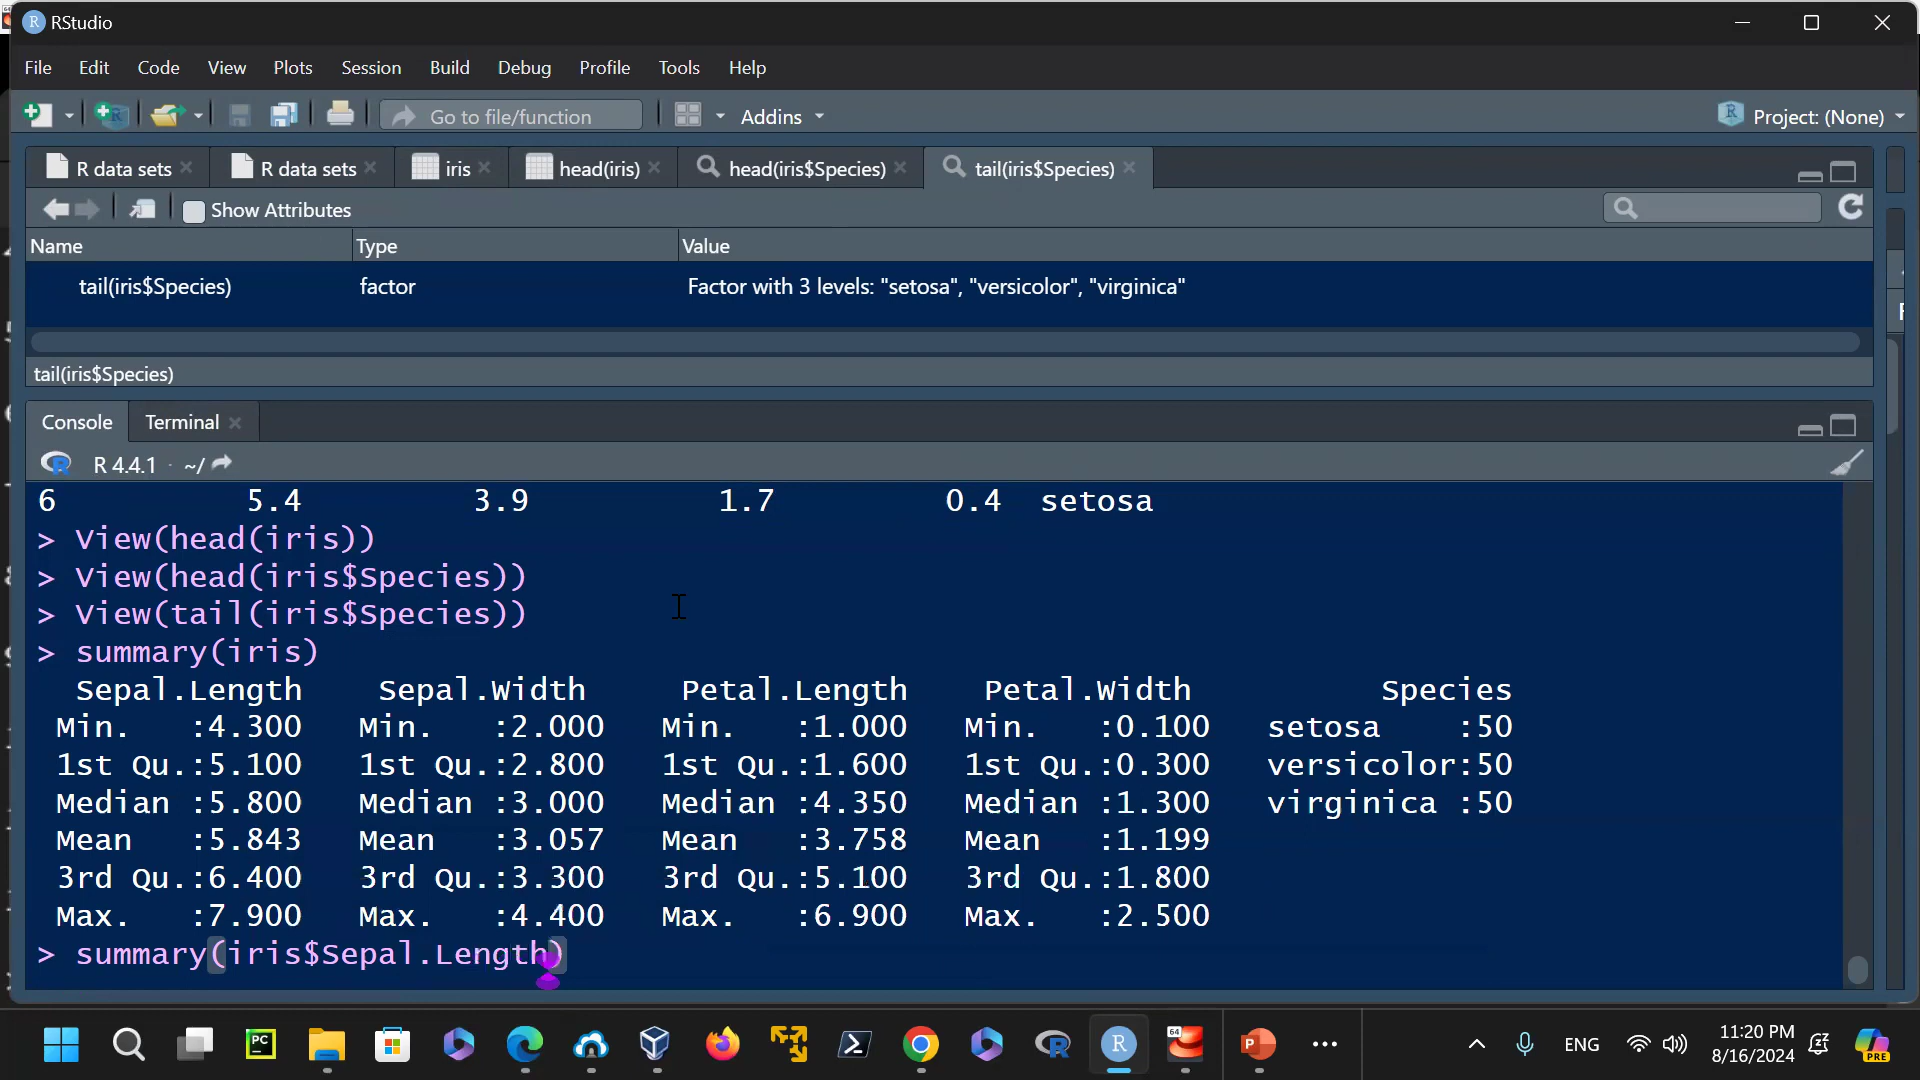 RStudio
File Edit Code View Plots Session Build Debug Profile Tools Help
Go to file/function Addins Project: (None)
R data sets R data sets iris head(iris) head(iris$Species) tail(iris$Species)
Show Attributes
Name Type Value
tail(iris$Species) factor Factor with 3 levels: "setosa", "versicolor", "virginica"
tail(iris$Species)
Console Terminal
R 4.4.1 · ~/
6 5.4 3.9 1.7 0.4 setosa
> View(head(iris))
> View(head(iris$Species))
> View(tail(iris$Species))
> summary(iris)
Sepal.Length Sepal.Width Petal.Length Petal.Width Species
Min. :4.300 Min. :2.000 Min. :1.000 Min. :0.100 setosa :50
1st Qu.:5.100 1st Qu.:2.800 1st Qu.:1.600 1st Qu.:0.300 versicolor:50
Median :5.800 Median :3.000 Median :4.350 Median :1.300 virginica :50
Mean :5.843 Mean :3.057 Mean :3.758 Mean :1.199
3rd Qu.:6.400 3rd Qu.:3.300 3rd Qu.:5.100 3rd Qu.:1.800
Max. :7.900 Max. :4.400 Max. :6.900 Max. :2.500
> summary(iris$Sepal.Length)
ENG 11:20 PM
8/16/2024